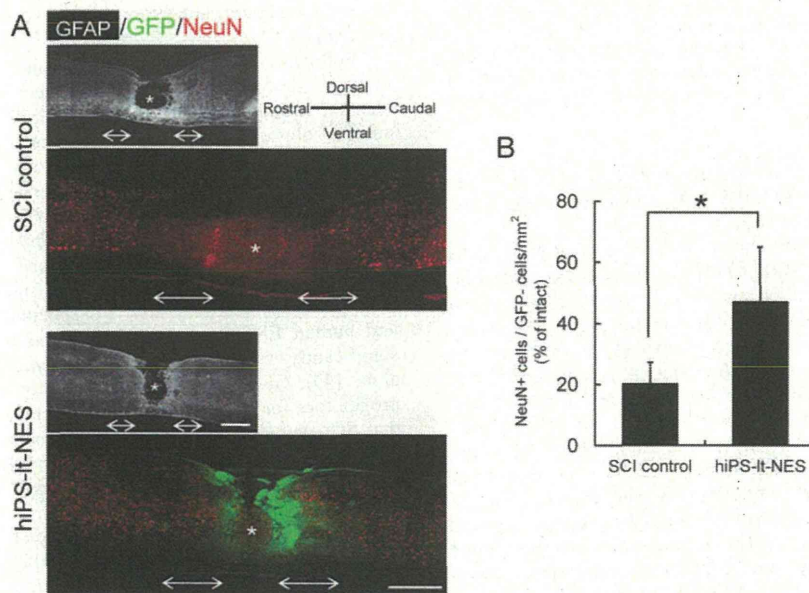 A
GFAP/GFP/NeuN
SCI control
Dorsal
Rostral Caudal
Ventral
*
*
hiPS-lt-NES
*
*
B
NeuN+ cells / GFP- cells/mm²
(% of intact)
80
60
40
20
0
*
SCI control hiPS-lt-NES